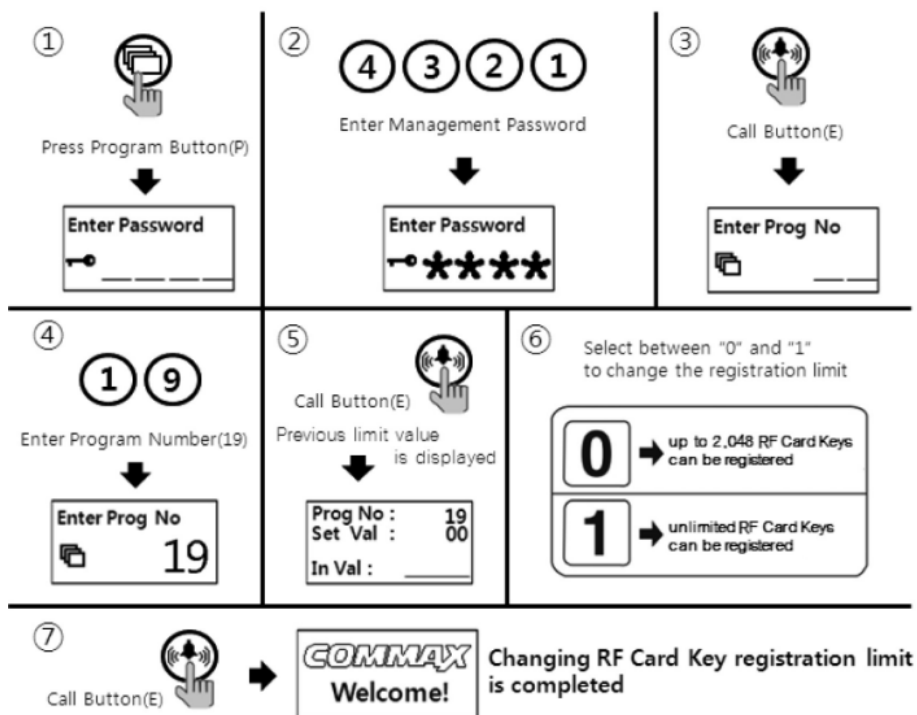 ①
Press Program Button(P)
Enter Password
②
4 3 2 1
Enter Management Password
Enter Password
③
Call Button(E)
Enter Prog No
④
1 9
Enter Program Number(19)
Enter Prog No
19
⑤
Call Button(E)
Previous limit value
is displayed
Prog No : 19
Set Val : 00
In Val :
⑥
Select between "0" and "1"
to change the registration limit
0
up to 2,048 RF Card Keys
can be registered
1
unlimited RF Card Keys
can be registered
⑦
Call Button(E)
COMMAX
Welcome!
Changing RF Card Key registration limit
is completed